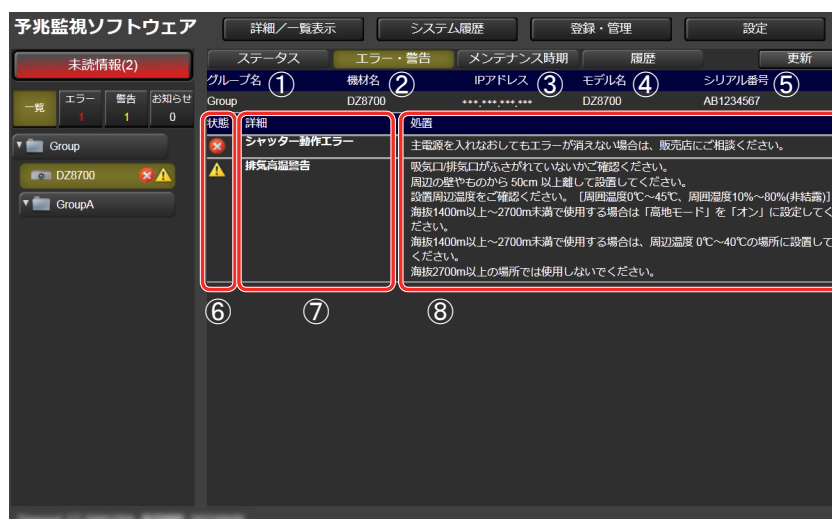 予兆監視ソフトウェア
詳細/一覧表示 システム履歴 登録・管理 設定
未読情報(2)
ステータス エラー・警告 メンテナンス時期 履歴 更新
グループ名 ① 機材名 ② IPアドレス ③ モデル名 ④ シリアル番号 ⑤
Group DZ8700 ***.***.***.*** DZ8700 AB1234567
一覧 エラー 警告 お知らせ
1 1 0
状態 詳細 処置
シャッター動作エラー 主電源を入れなおしてもエラーが消えない場合は、販売店にご相談ください。
排気高温警告 吸気口/排気口がふさがれていないかご確認ください。
周辺の壁やものから 50cm 以上離して設置してください。
設置周辺温度をご確認ください。 [周囲温度0℃~45℃、周囲湿度10%~80%(非結露)]
海抜1400m以上~2700m未満で使用する場合は「高地モード」を「オン」に設定してく
ださい。
海抜1400m以上~2700m未満で使用する場合は、周辺温度 0℃~40℃の場所に設置して
ください。
海抜2700m以上の場所では使用しないでください。
Group
DZ8700
GroupA
⑥ ⑦ ⑧